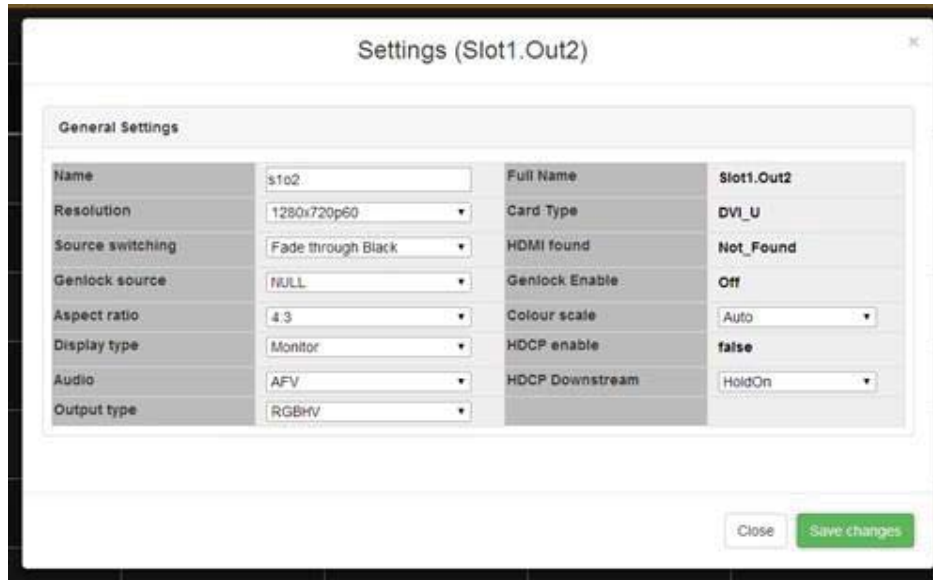 Settings (Slot1.Out2)
×
General Settings
Name s1o2 Full Name Slot1.Out2
Resolution 1280x720p60 Card Type DVI_U
Source switching Fade through Black HDMI found Not_Found
Genlock source NULL Genlock Enable Off
Aspect ratio 4:3 Colour scale Auto
Display type Monitor HDCP enable false
Audio AFV HDCP Downstream HoldOn
Output type RGBHV
Close Save changes